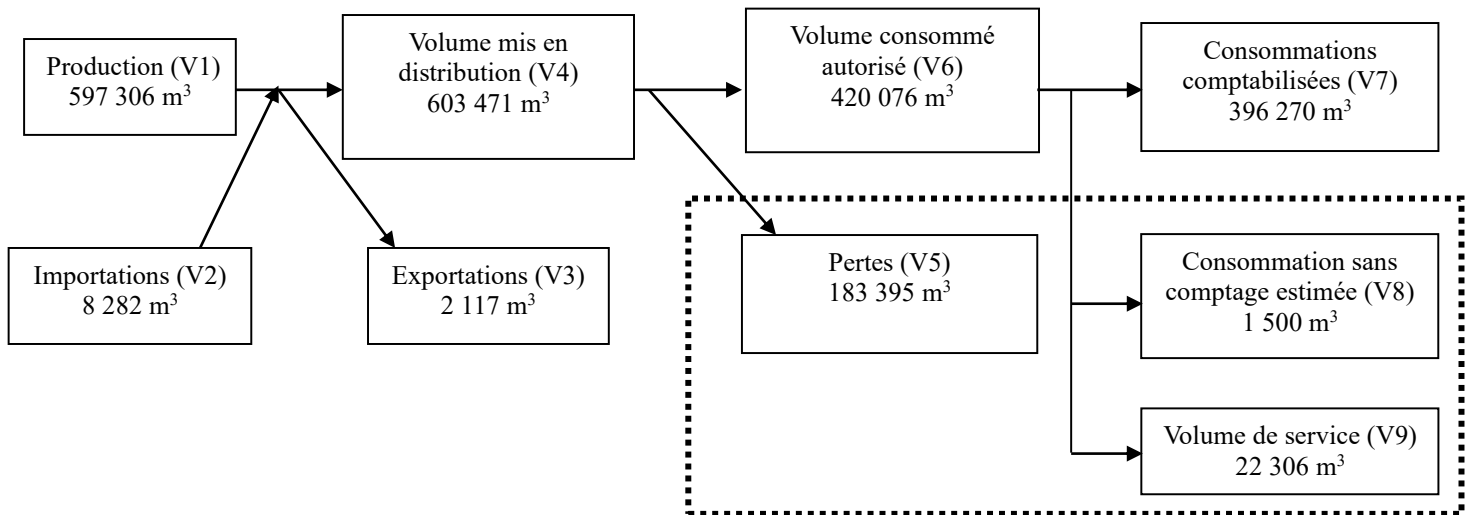 Production (V1)
597 306 m³
Volume mis en
distribution (V4)
603 471 m³
Volume consommé
autorisé (V6)
420 076 m³
Consommations
comptabilisées (V7)
396 270 m³
Importations (V2)
8 282 m³
Exportations (V3)
2 117 m³
Pertes (V5)
183 395 m³
Consommation sans
comptage estimée (V8)
1 500 m³
Volume de service (V9)
22 306 m³